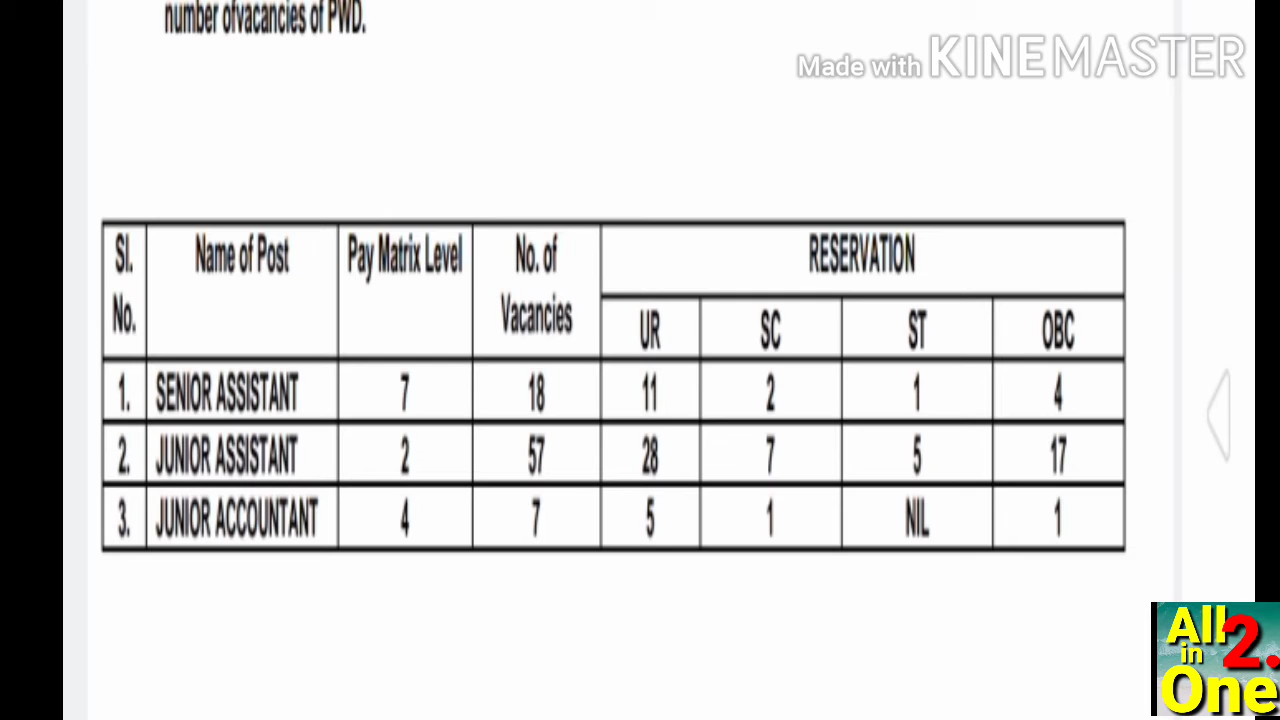 number ofvacancies of PWD.
Made with KINEMASTER
Sl. No. Name of Post Pay Matrix Level No. of Vacancies RESERVATION
UR SC ST OBC
1. SENIOR ASSISTANT 7 18 11 2 1 4
2. JUNIOR ASSISTANT 2 57 28 7 5 17
3. JUNIOR ACCOUNTANT 4 7 5 1 NIL 1
All 2.
in
One